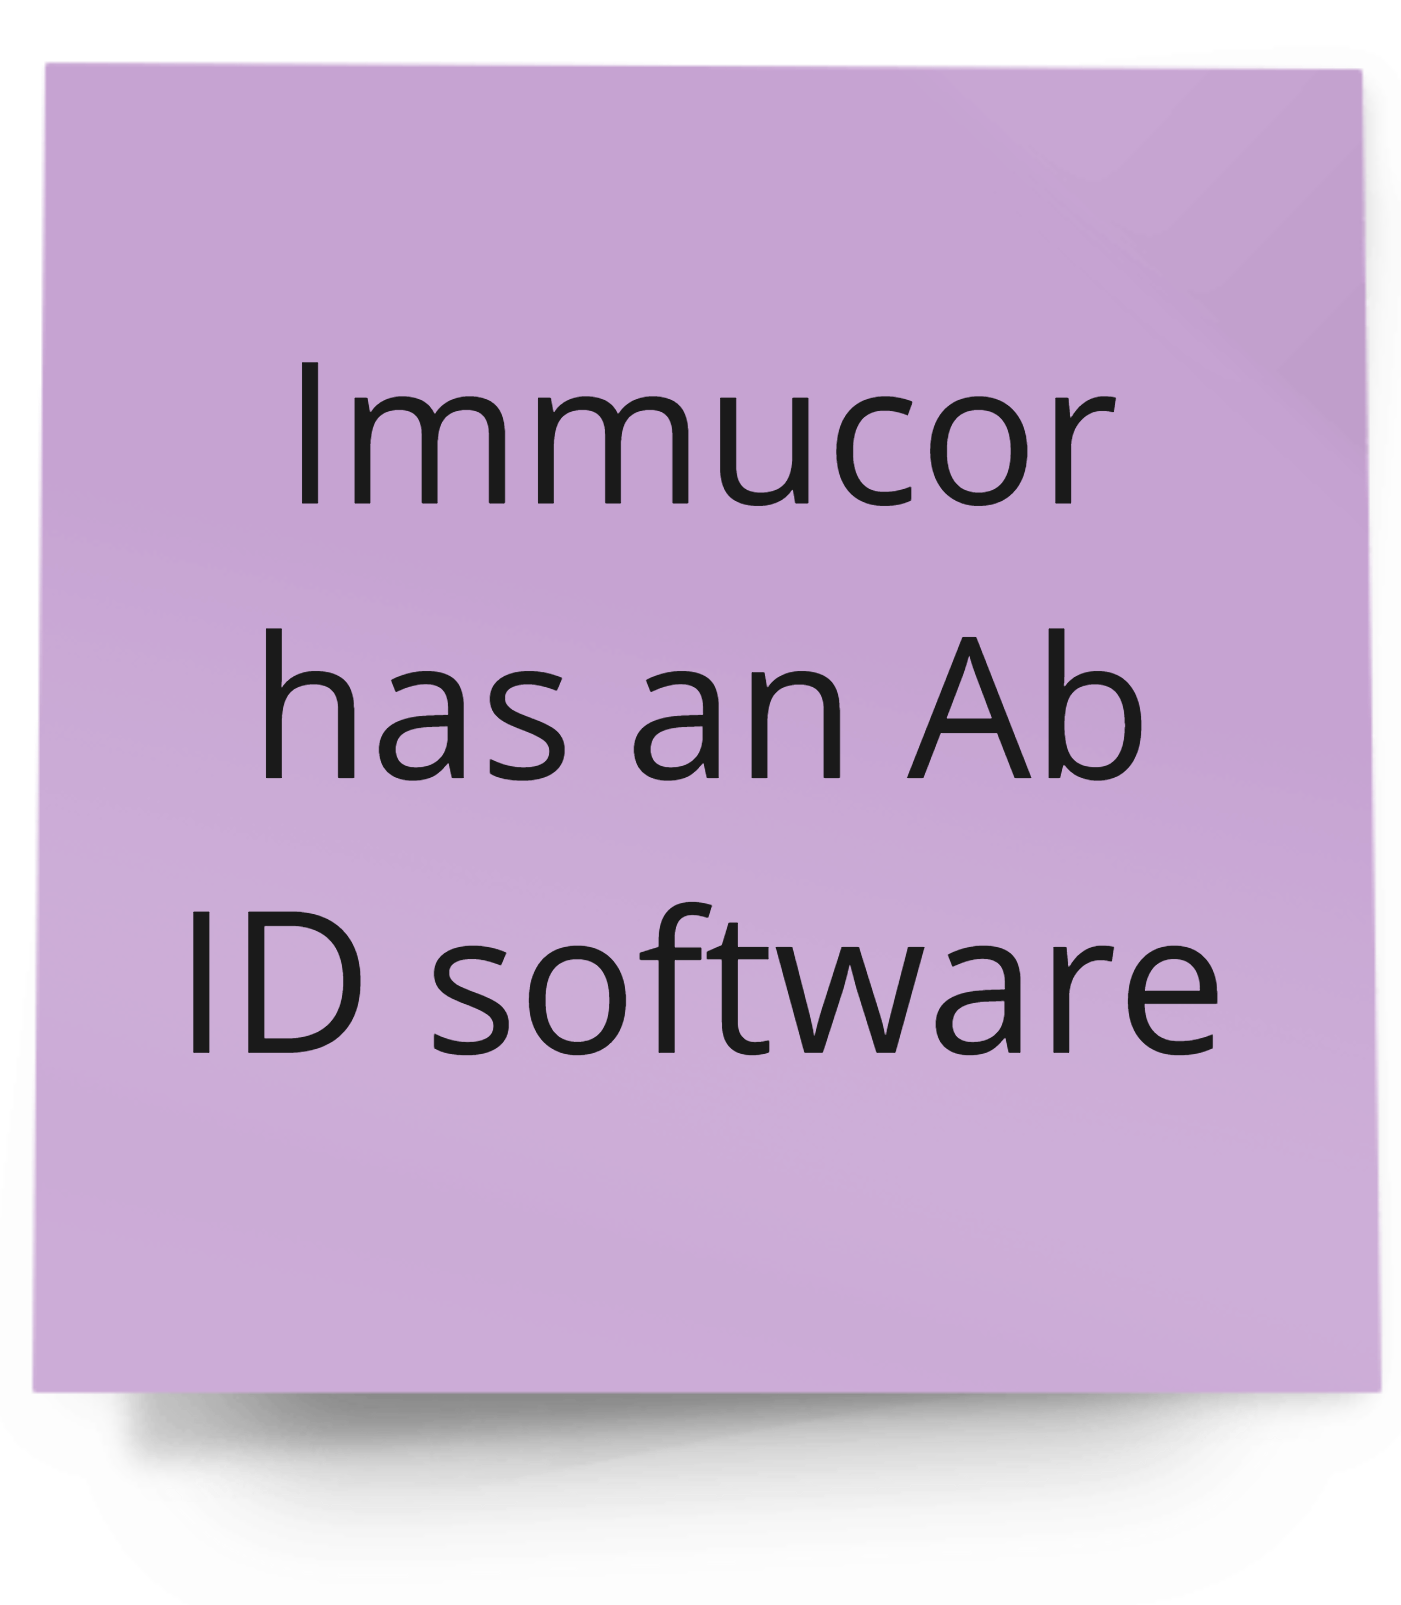 Immucor
has an Ab
ID software